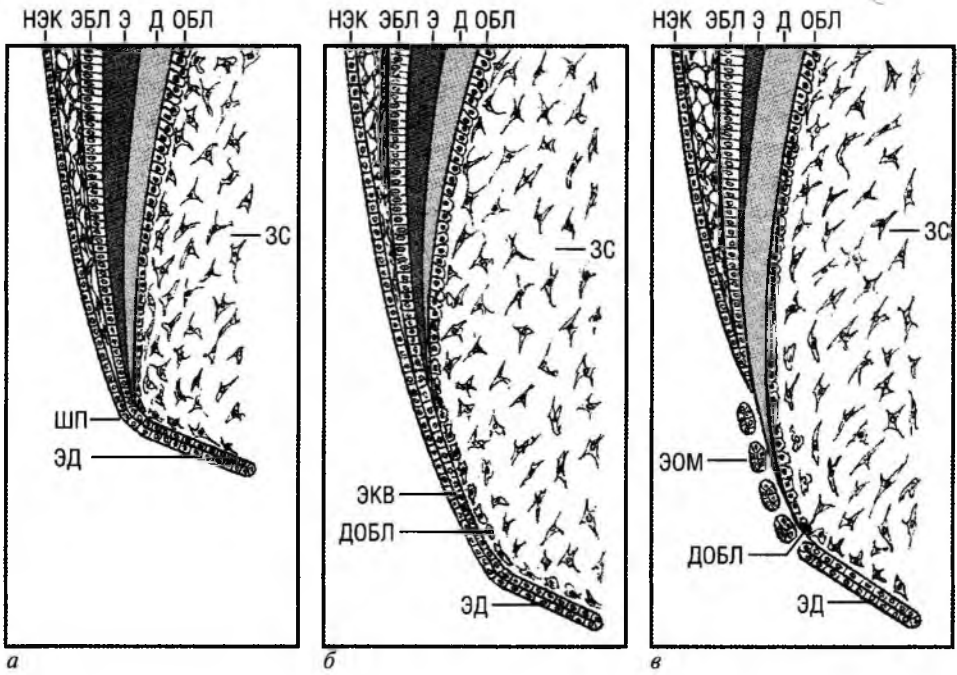 НЭК ЭБЛ Э Д ОБЛ
ЗС
ШП
ЭД
а
НЭК ЭБЛ Э Д ОБЛ
ЗС
ЭКВ
ДОБЛ
ЭД
б
НЭК ЭБЛ Э Д ОБЛ
ЗС
ЭОМ
ДОБЛ
ЭД
в